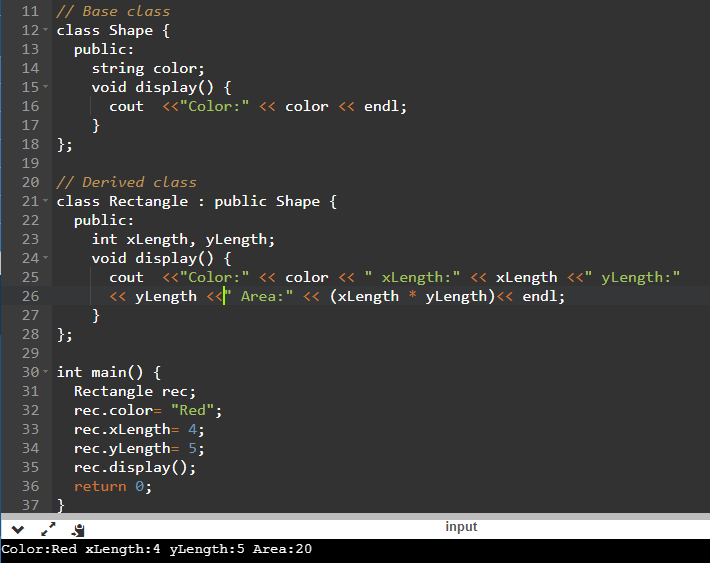 11 // Base class
12 class Shape {
13   public:
14     string color;
15     void display() {
16       cout  <<"Color:" << color << endl;
17     }
18 };
19
20 // Derived class
21 class Rectangle : public Shape {
22   public:
23     int xLength, yLength;
24     void display() {
25       cout  <<"Color:" << color << " xLength:" << xLength <<" yLength:"
26       << yLength <<" Area:" << (xLength * yLength)<< endl;
27     }
28 };
29
30 int main() {
31   Rectangle rec;
32   rec.color= "Red";
33   rec.xLength= 4;
34   rec.yLength= 5;
35   rec.display();
36   return 0;
37 }
input
Color:Red xLength:4 yLength:5 Area:20